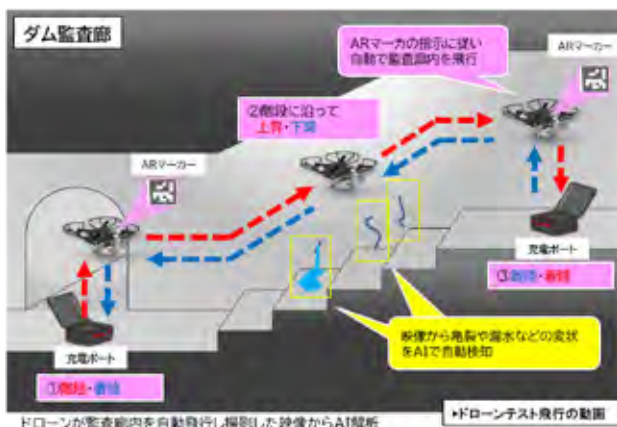 ダム監査廊
ARマーカの指示に従い
自動で監査廊内を飛行
ARマーカー
②階段に沿って
上昇・下降
ARマーカー
充電ポート
③着陸・離陸
映像から亀裂や漏水などの変状
をAIで自動検知
充電ポート
①離陸・着陸
▶ドローンテスト飛行の動画
ドローンが監査廊内を自動飛行し撮影した映像からAI解析